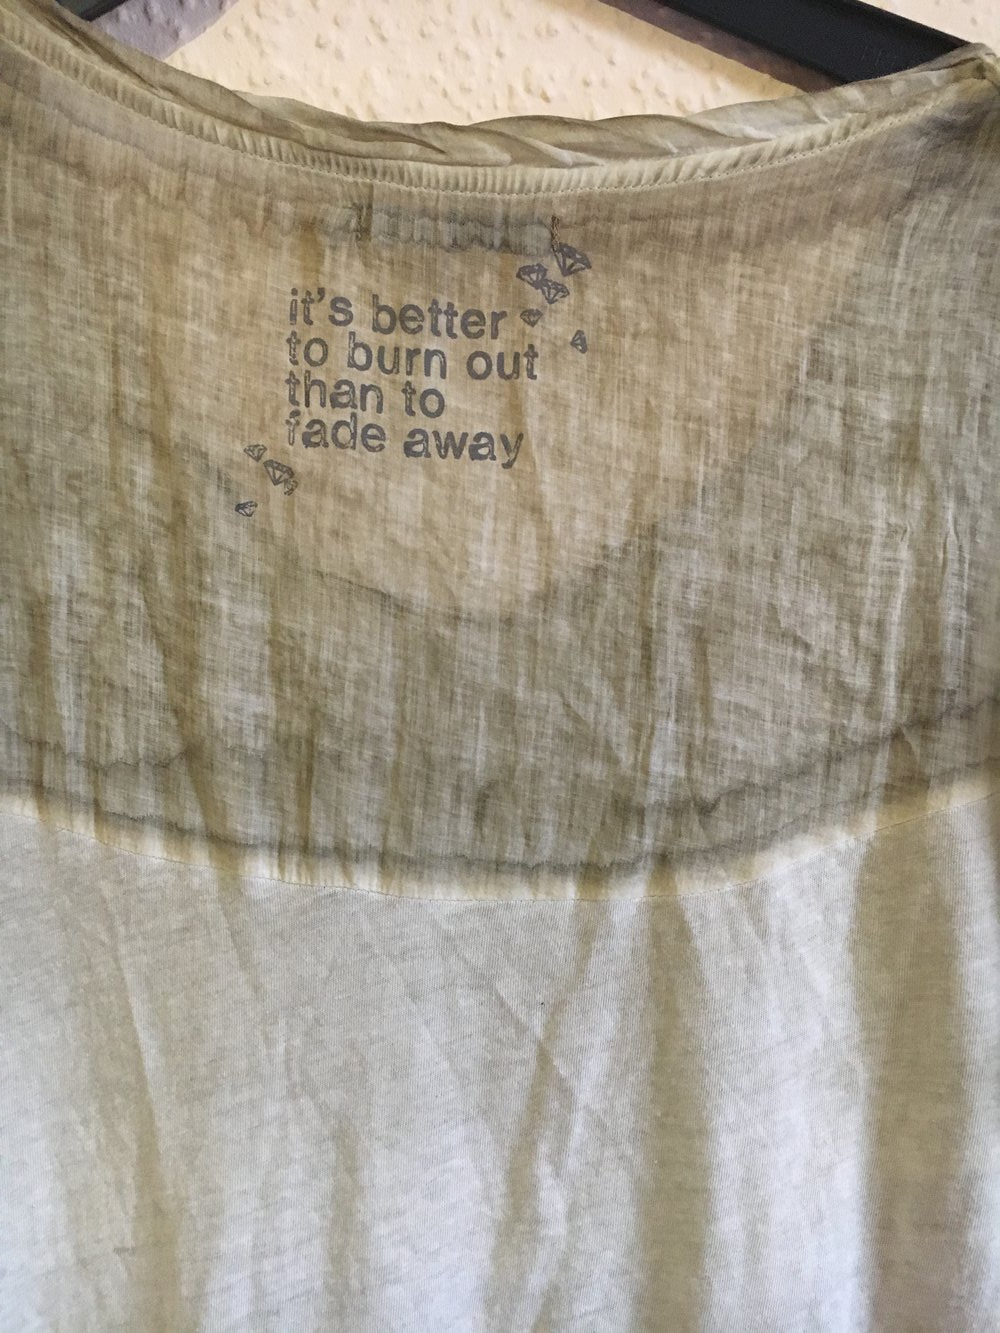 it's better
to burn out
than to
fade away